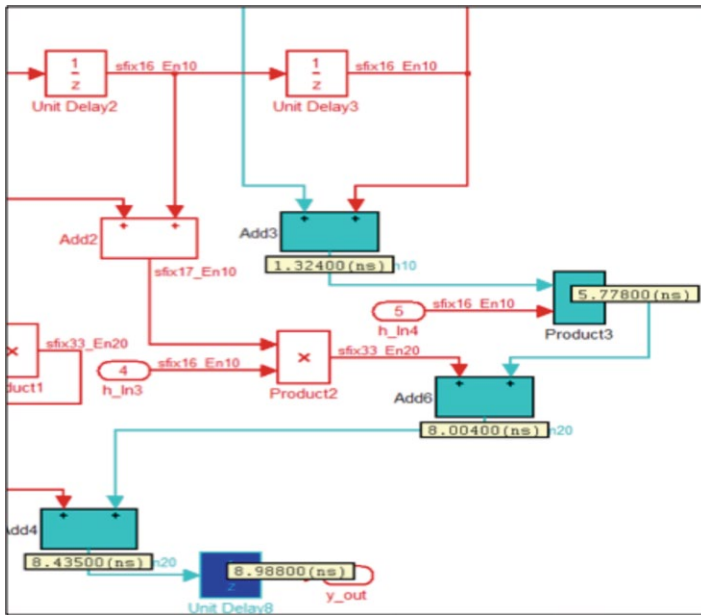 1
z
sfix16_En10
Unit Delay2
1
z
sfix16_En10
Unit Delay3
+ +
Add2
sfix17_En10
+ +
Add3
1.32400(ns)
n10
5
sfix16_En10
h_In4
5.77800(ns)
Product3
×
sfix33_En20
oduct1
4
sfix16_En10
h_In3
×
sfix33_En20
Product2
+ +
Add6
8.00400(ns)
n20
+ +
Add4
8.43500(ns)
n20
8.98800(ns)
z
Unit Delay8
y_out